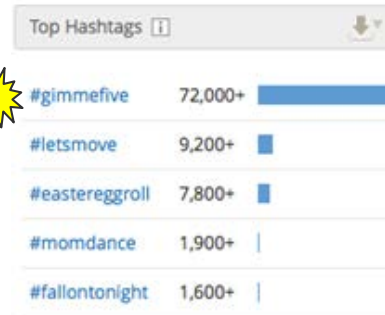 Top Hashtags i
#gimmefive 72,000+
#letsmove 9,200+
#eastereggroll 7,800+
#momdance 1,900+
#fallontonight 1,600+